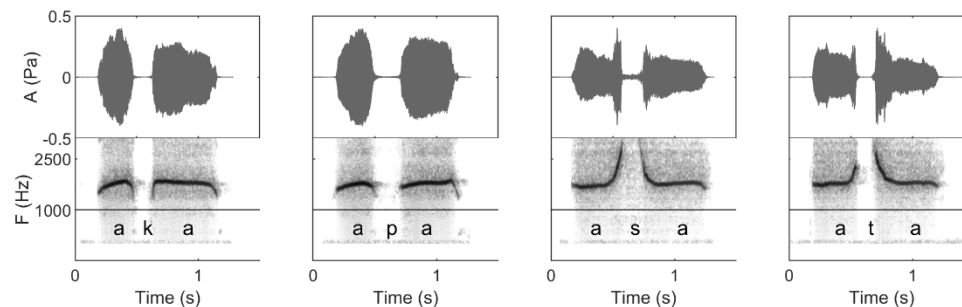 0.5
0
-0.5
A (Pa)
2500
1000
F (Hz)
a k a
a p a
a s a
a t a
0 1
0 1
0 1
0 1
Time (s)
Time (s)
Time (s)
Time (s)